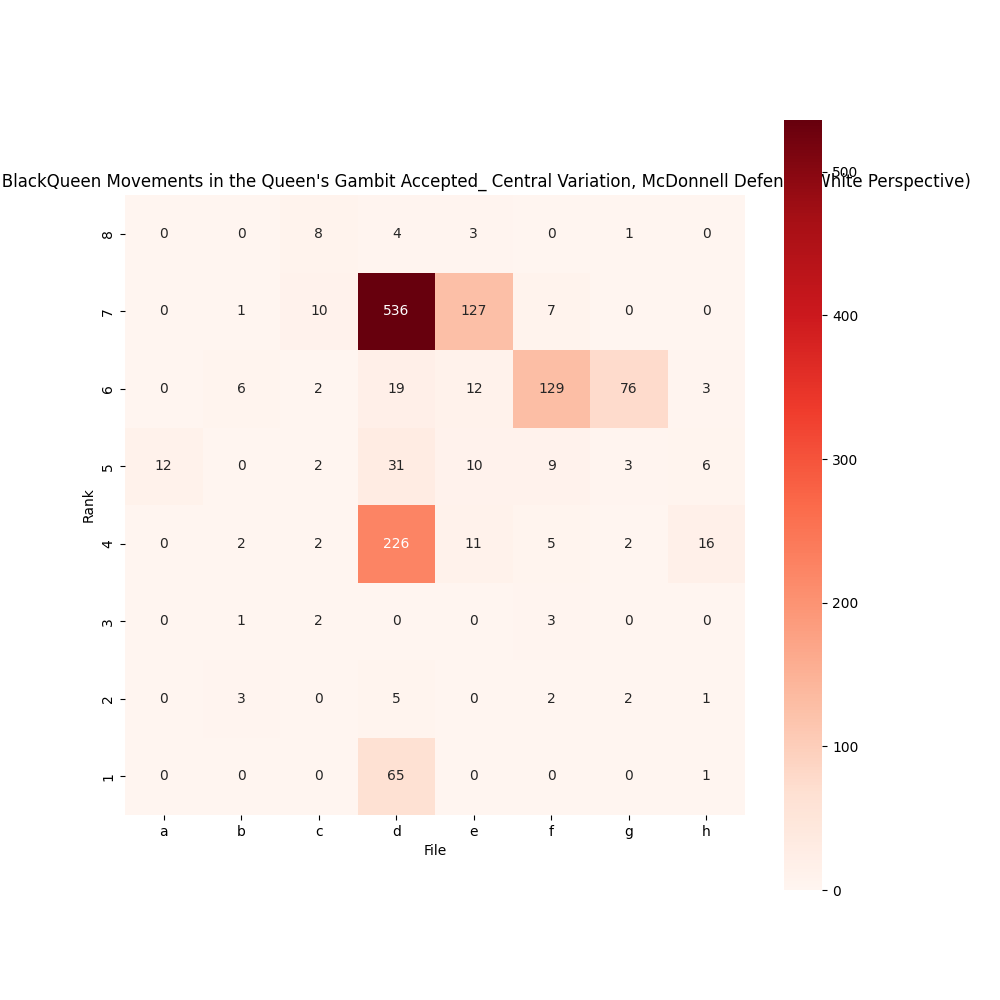 BlackQueen Movements in the Queen's Gambit Accepted_ Central Variation, McDonnell Defen White Perspective)
8 0 0 8 4 3 0 1 0
7 0 1 10 536 127 7 0 0
6 0 6 2 19 12 129 76 3
5 12 0 2 31 10 9 3 6
4 0 2 2 226 11 5 2 16
3 0 1 2 0 0 3 0 0
2 0 3 0 5 0 2 2 1
1 0 0 0 65 0 0 0 1
a b c d e f g h
Rank
File
500
400
300
200
100
0